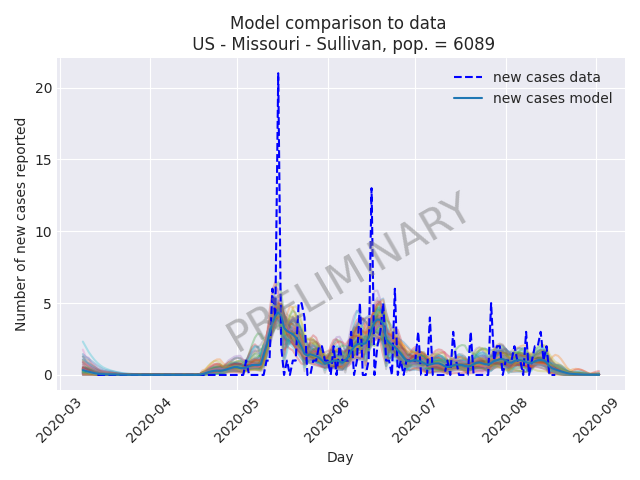 Model comparison to data
US - Missouri - Sullivan, pop. = 6089
new cases data
new cases model
Number of new cases reported
20
15
10
5
0
PRELIMINARY
2020-03
2020-04
2020-05
2020-06
2020-07
2020-08
2020-09
Day